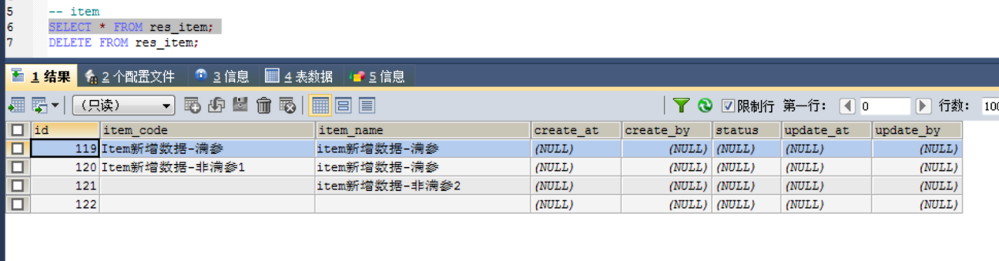 5 -- item
6 SELECT * FROM res_item;
7 DELETE FROM res_item;
1 结果 2 个配置文件 3 信息 4 表数据 5 信息
（只读） 限制行 第一行: 0 行数: 100
id item_code item_name create_at create_by status update_at update_by
119 Item新增数据-满参 item新增数据-满参 (NULL) (NULL) (NULL) (NULL) (NULL)
120 Item新增数据-非满参1 item新增数据-满参 (NULL) (NULL) (NULL) (NULL) (NULL)
121 item新增数据-非满参2 (NULL) (NULL) (NULL) (NULL) (NULL)
122 (NULL) (NULL) (NULL) (NULL) (NULL)